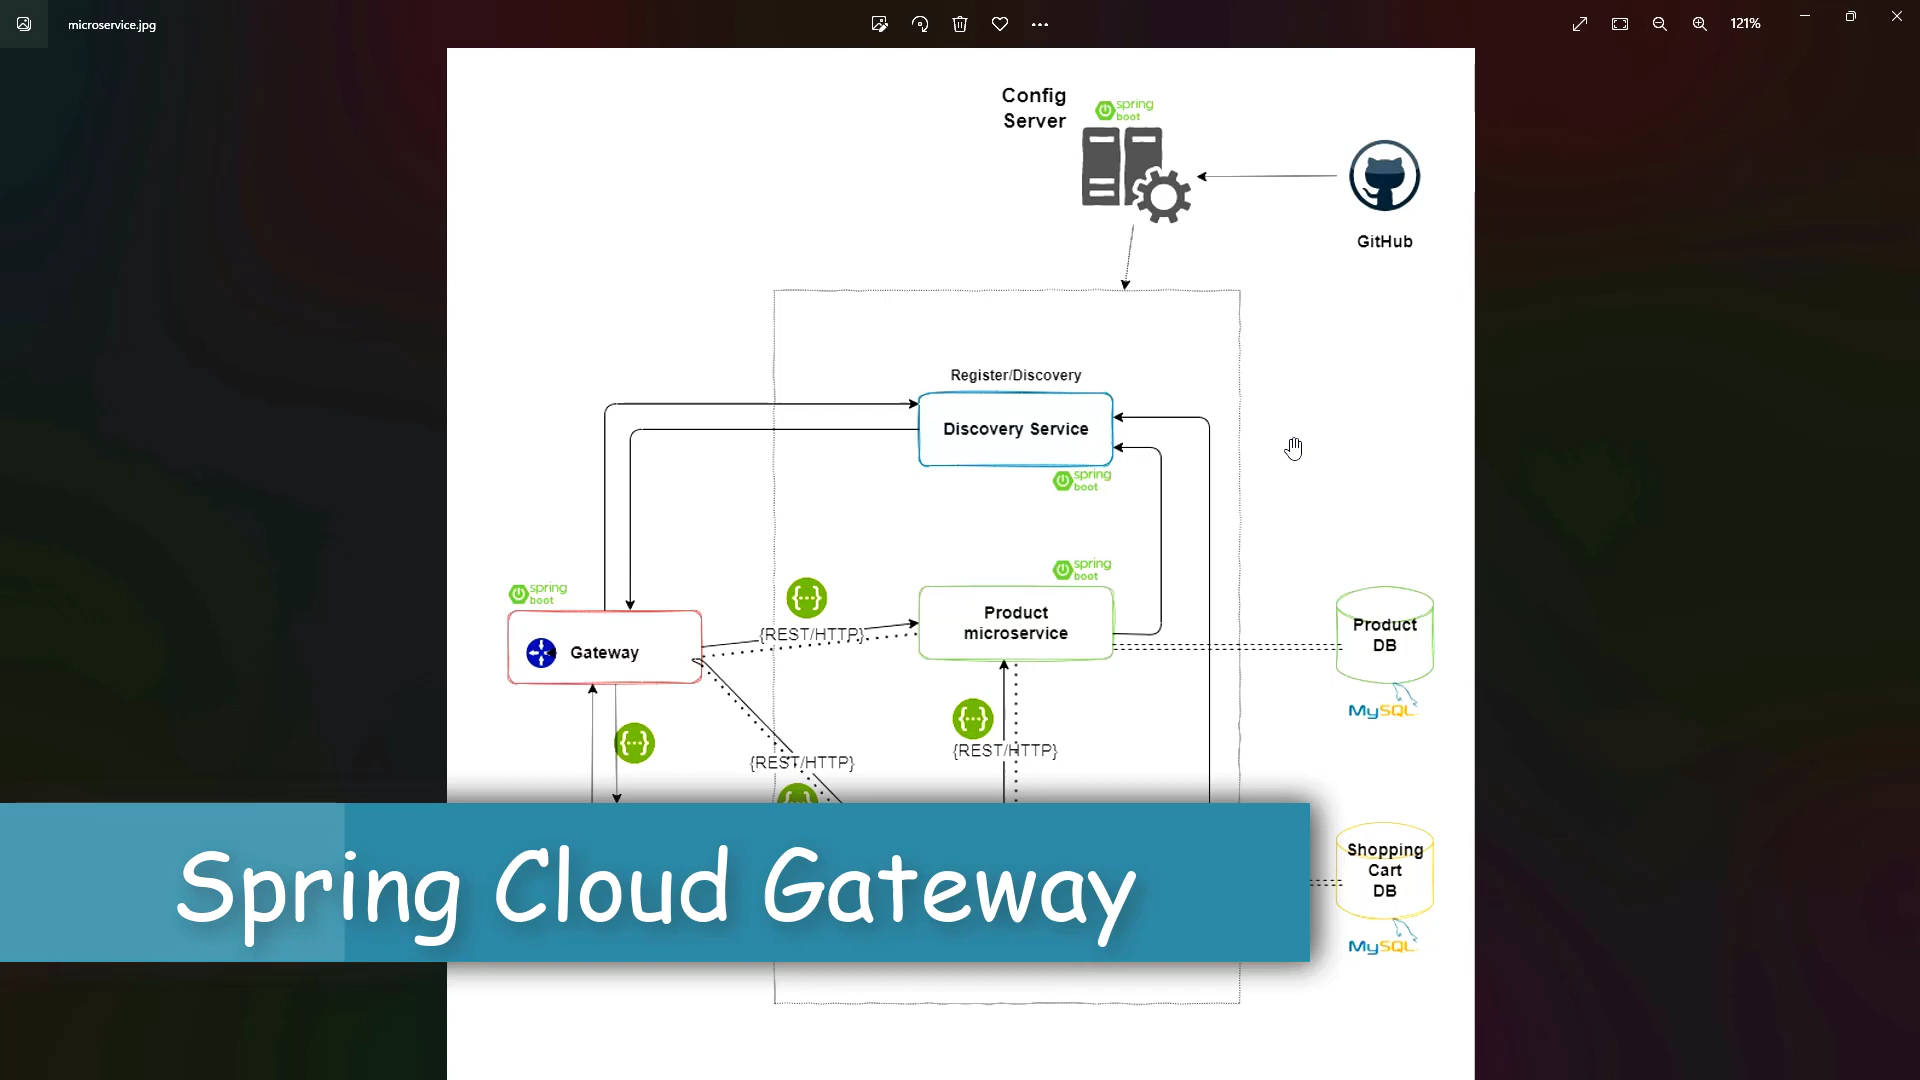 microservice.jpg
121%
Config
Server
spring
boot
GitHub
Register/Discovery
Discovery Service
spring
boot
spring
boot
spring
boot
{REST/HTTP}
Product
microservice
Product
DB
Gateway
MySQL
{REST/HTTP}
{REST/HTTP}
Spring Cloud Gateway
Shopping
Cart
DB
MySQL